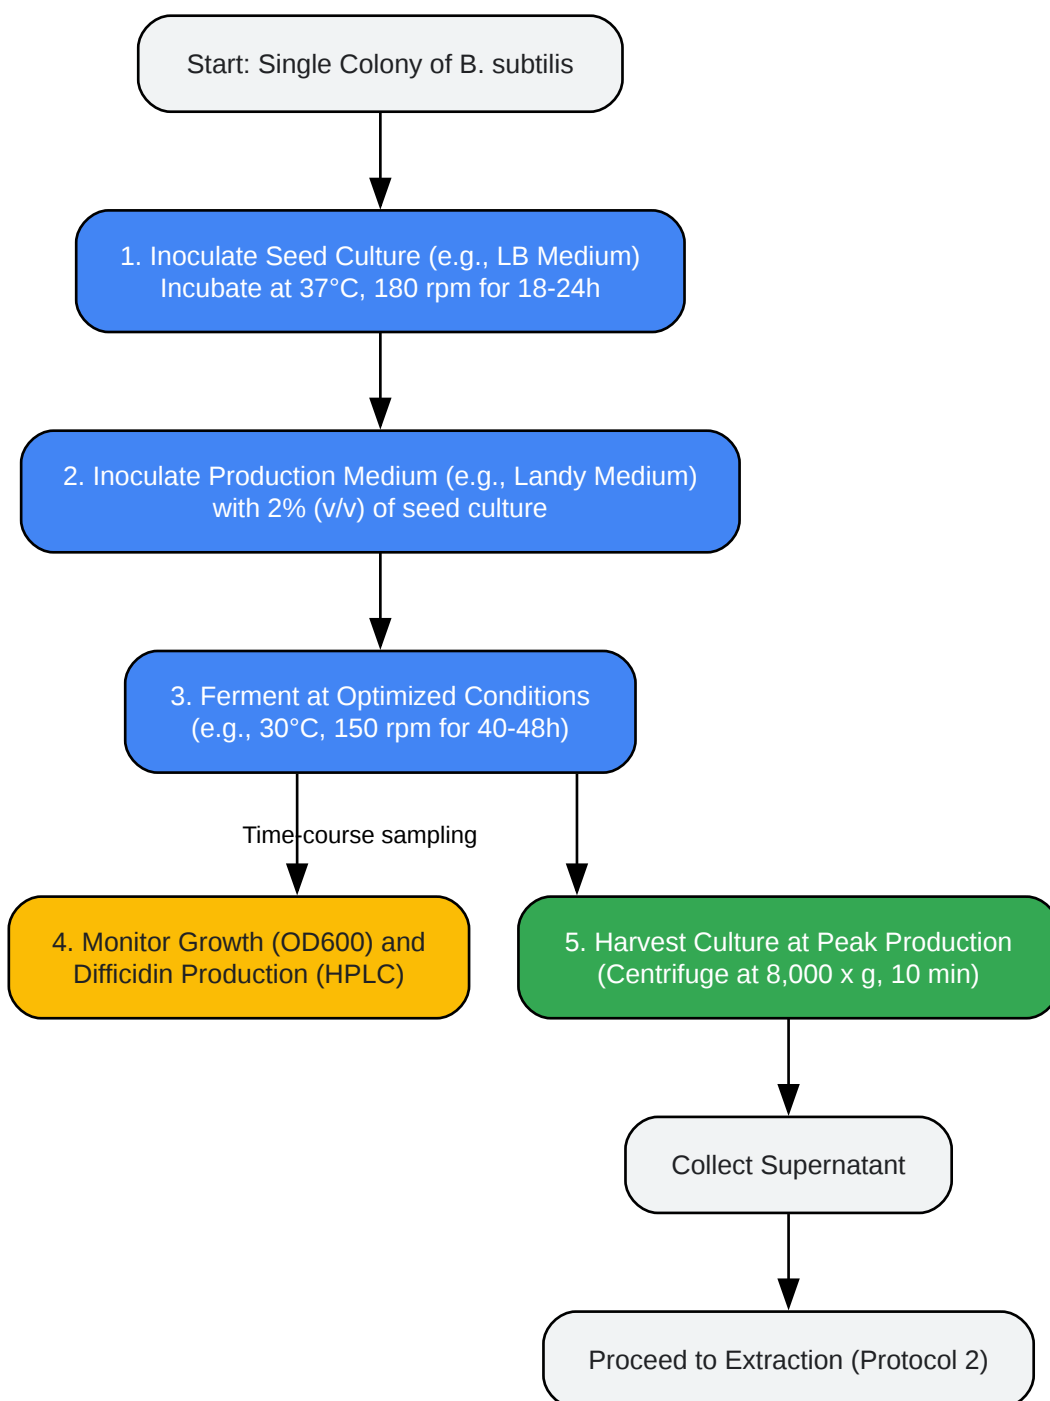 Start: Single Colony of B. subtilis
1. Inoculate Seed Culture (e.g., LB Medium)
Incubate at 37°C, 180 rpm for 18-24h
2. Inoculate Production Medium (e.g., Landy Medium)
with 2% (v/v) of seed culture
3. Ferment at Optimized Conditions
(e.g., 30°C, 150 rpm for 40-48h)
Time-course sampling
4. Monitor Growth (OD600) and
Difficidin Production (HPLC)
5. Harvest Culture at Peak Production
(Centrifuge at 8,000 x g, 10 min)
Collect Supernatant
Proceed to Extraction (Protocol 2)